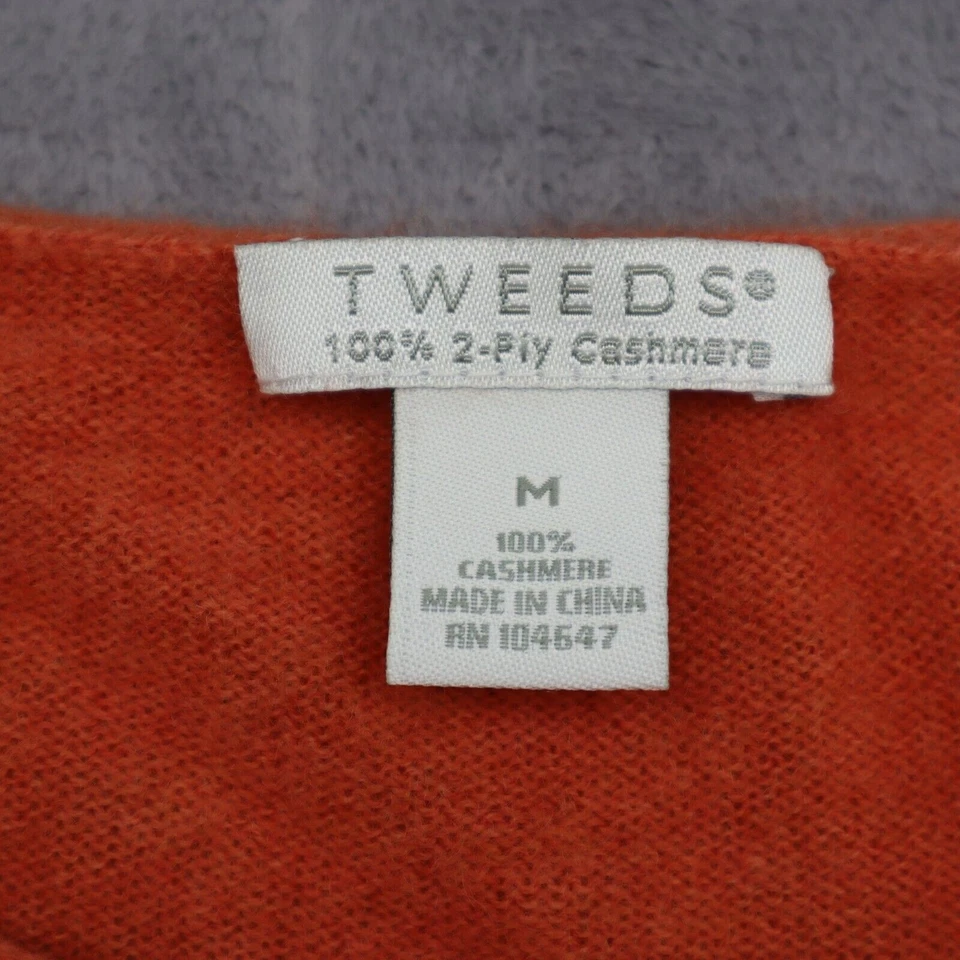 TWEEDS®
100% 2-Ply Cashmere
M
100%
CASHMERE
MADE IN CHINA
RN 104647